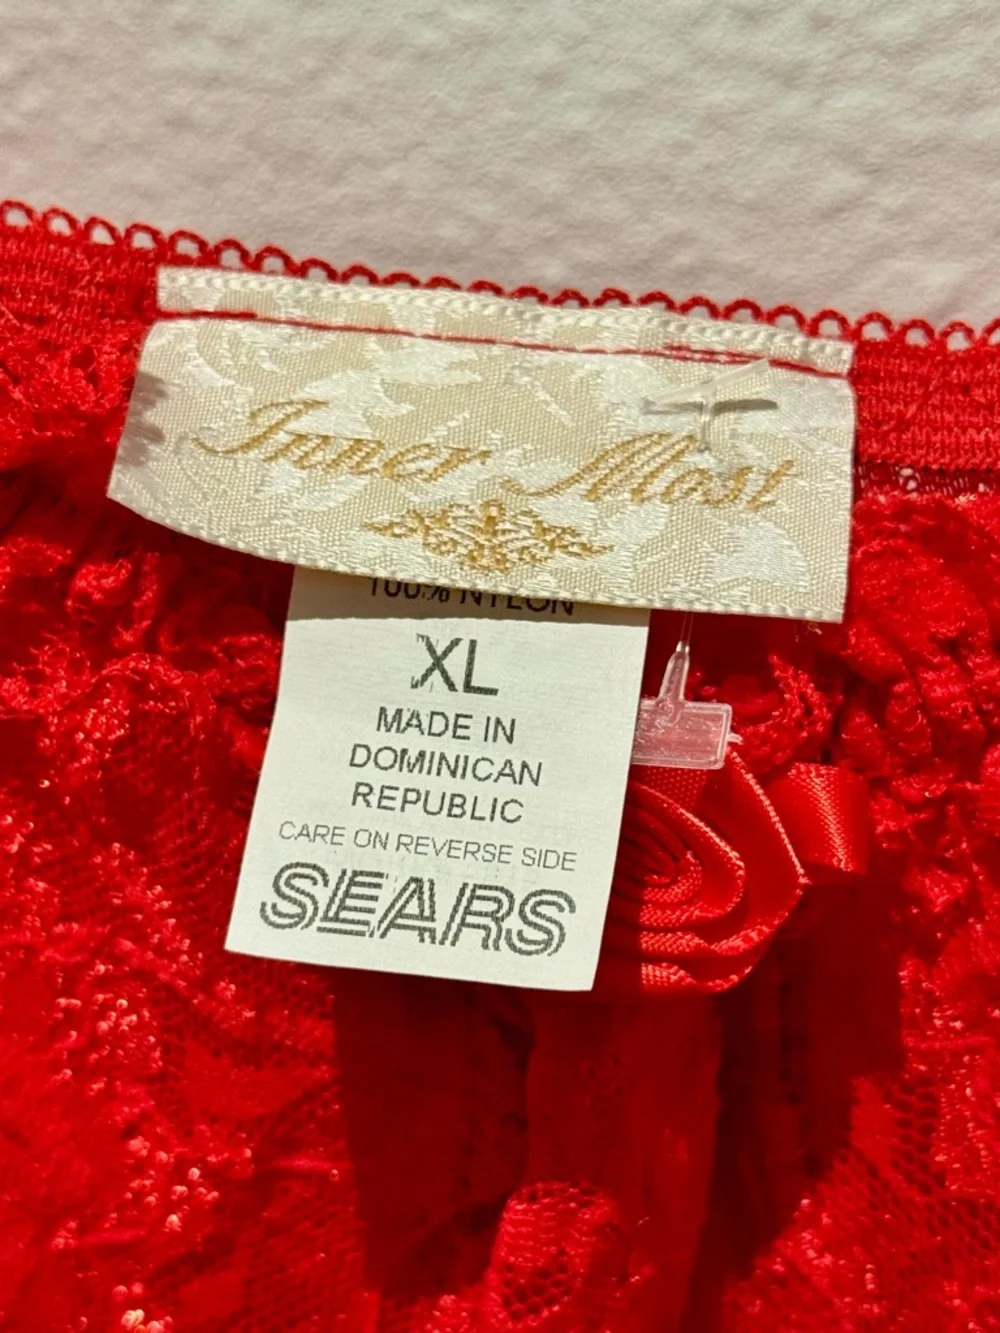 Inner Most
100% NYLON
XL
MADE IN
DOMINICAN
REPUBLIC
CARE ON REVERSE SIDE
SEARS